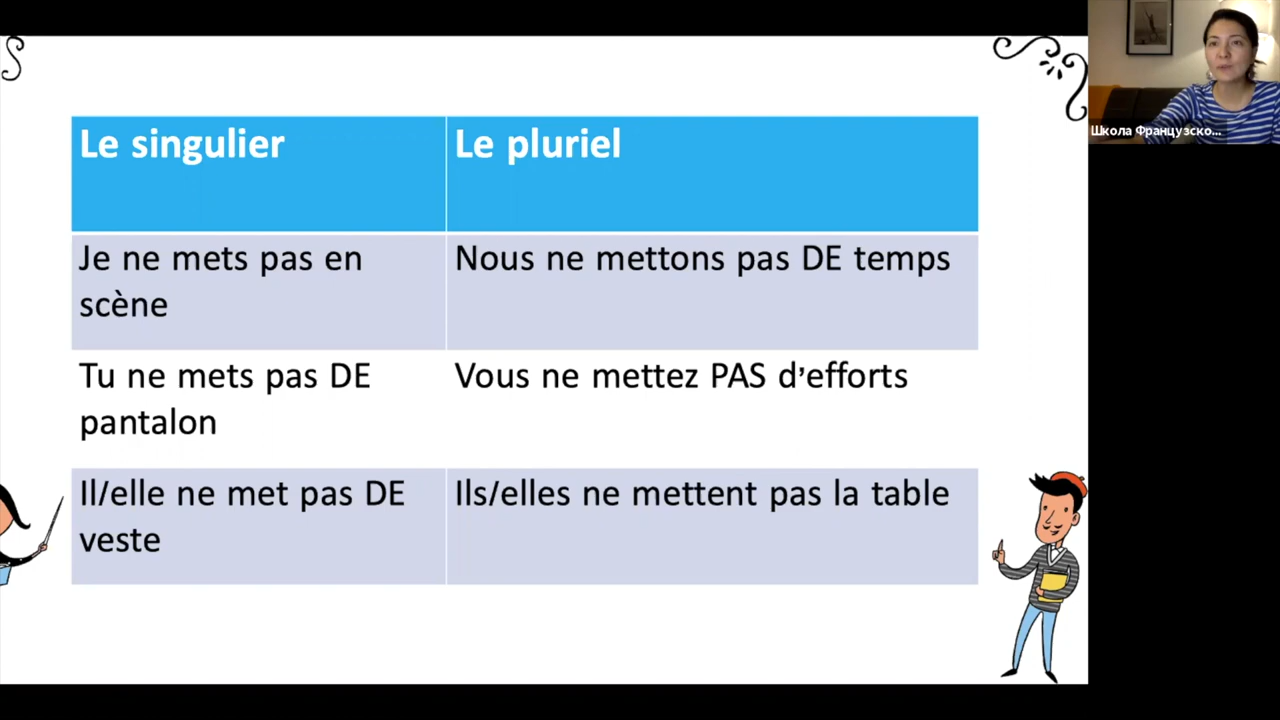 Le singulier
Le pluriel
Je ne mets pas en
scène
Nous ne mettons pas DE temps
Tu ne mets pas DE
pantalon
Vous ne mettez PAS d’efforts
Il/elle ne met pas DE
veste
Ils/elles ne mettent pas la table
Школа Французско...